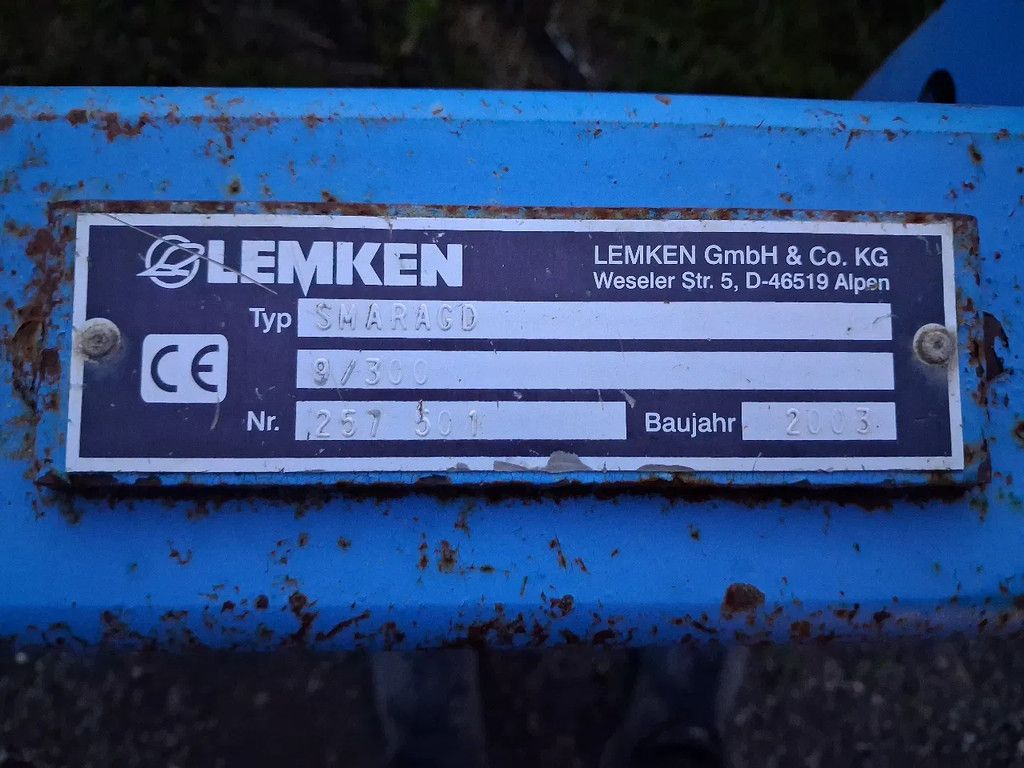 LEMKEN
LEMKEN GmbH & Co. KG
Weseler Str. 5, D-46519 Alpen
Typ SMARAGD
9/300
CE
Nr. 257 501 Baujahr 2003